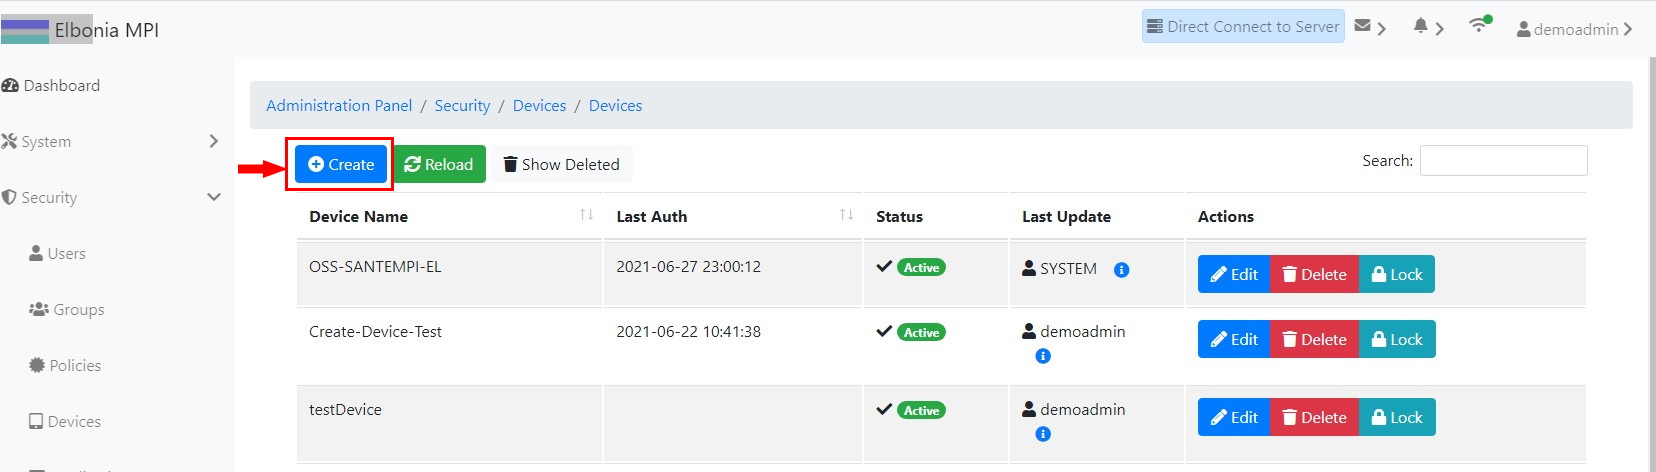 Elbonia MPI
Direct Connect to Server
demoadmin
Dashboard
System
Security
Users
Groups
Policies
Devices
Administration Panel / Security / Devices / Devices
Create Reload Show Deleted Search:
Device Name Last Auth Status Last Update Actions
OSS-SANTEMPI-EL 2021-06-27 23:00:12 Active SYSTEM Edit Delete Lock
Create-Device-Test 2021-06-22 10:41:38 Active demoadmin Edit Delete Lock
testDevice Active demoadmin Edit Delete Lock